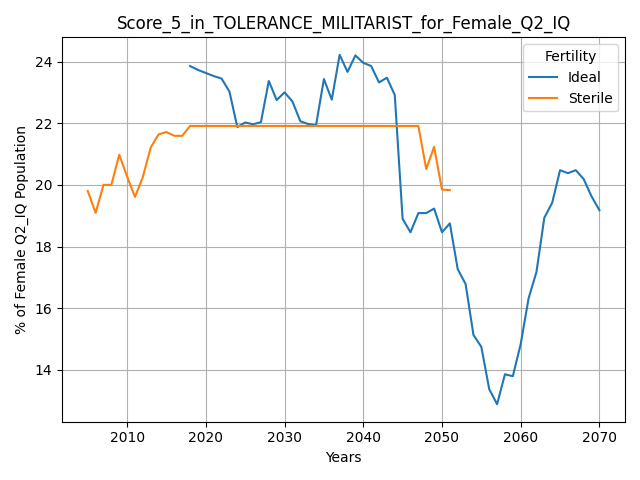 Score_5_in_TOLERANCE_MILITARIST_for_Female_Q2_IQ
Fertility
Ideal
Sterile
% of Female Q2_IQ Population
24
22
20
18
16
14
2010
2020
2030
2040
2050
2060
2070
Years